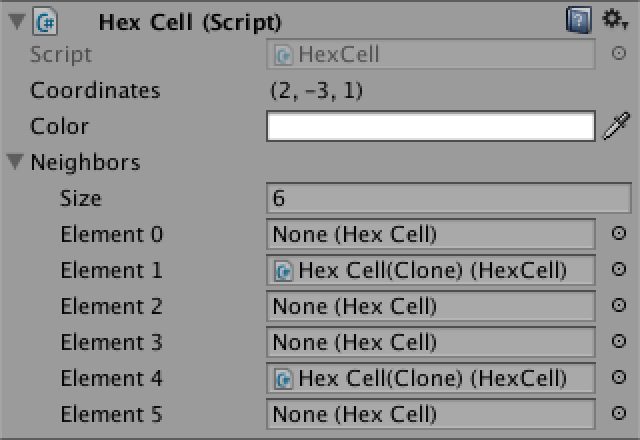 Hex Cell (Script)
Script HexCell
Coordinates (2, -3, 1)
Color
Neighbors
Size 6
Element 0 None (Hex Cell)
Element 1 Hex Cell(Clone) (HexCell)
Element 2 None (Hex Cell)
Element 3 None (Hex Cell)
Element 4 Hex Cell(Clone) (HexCell)
Element 5 None (Hex Cell)